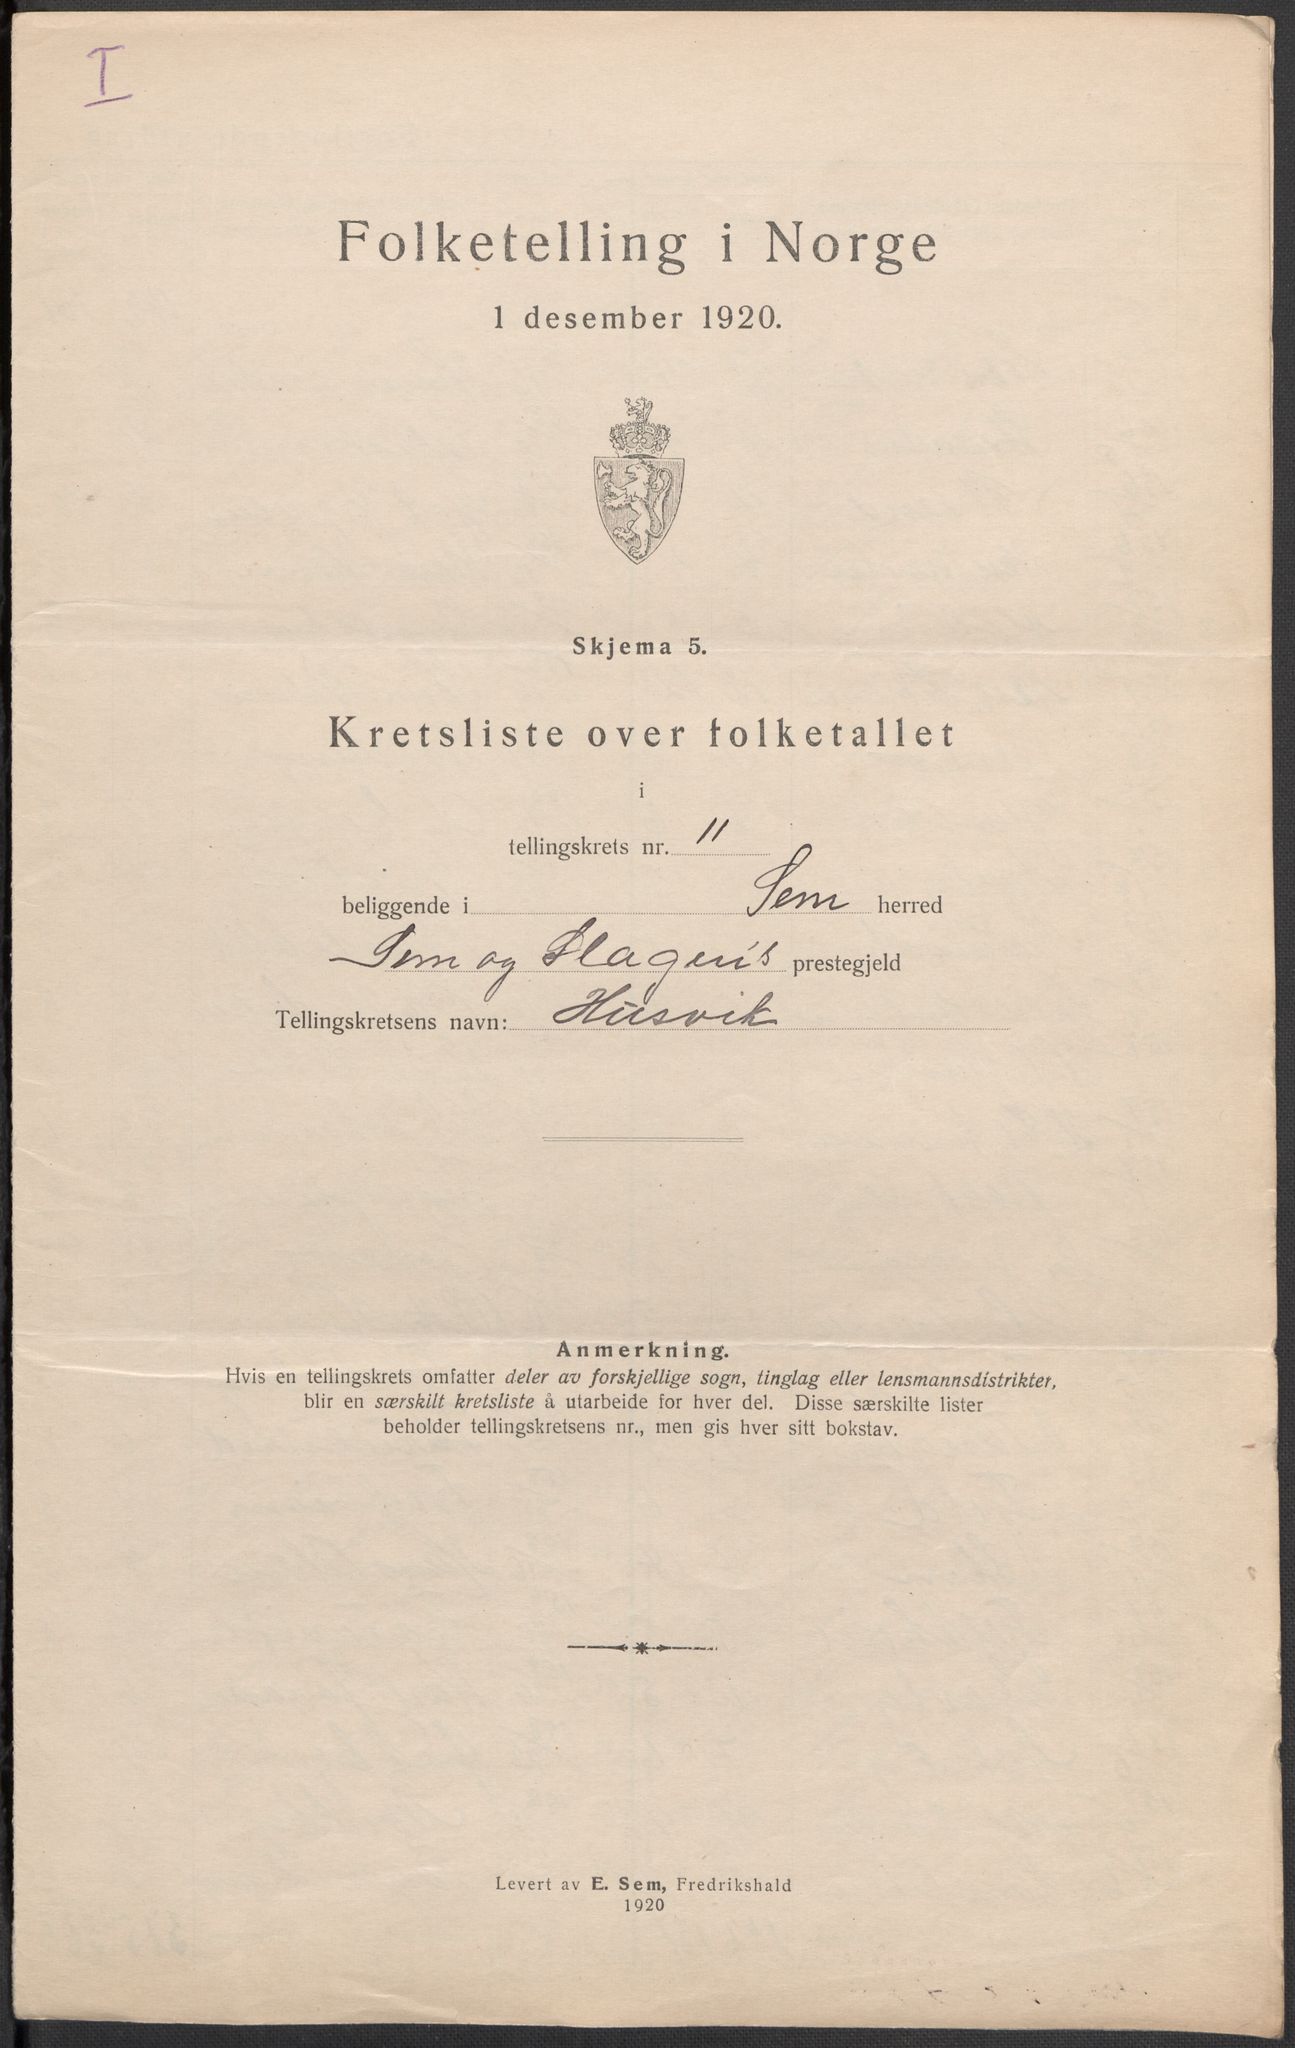 I
Folketelling i Norge
1 desember 1920.
Skjema 5.
Kretsliste over folketallet
i
tellingskrets nr. 11
beliggende i Sem herred
Sem og Slagen's prestegjeld
Tellingskretsens navn: Husvik
Anmerkning.
Hvis en tellingskrets omfatter deler av forskjellige sogn, tinglag eller lensmannsdistrikter,
blir en særskilt kretsliste å utarbeide for hver del. Disse særskilte lister
beholder tellingskretsens nr., men gis hver sitt bokstav.
Levert av E. Sem, Fredrikshald
1920